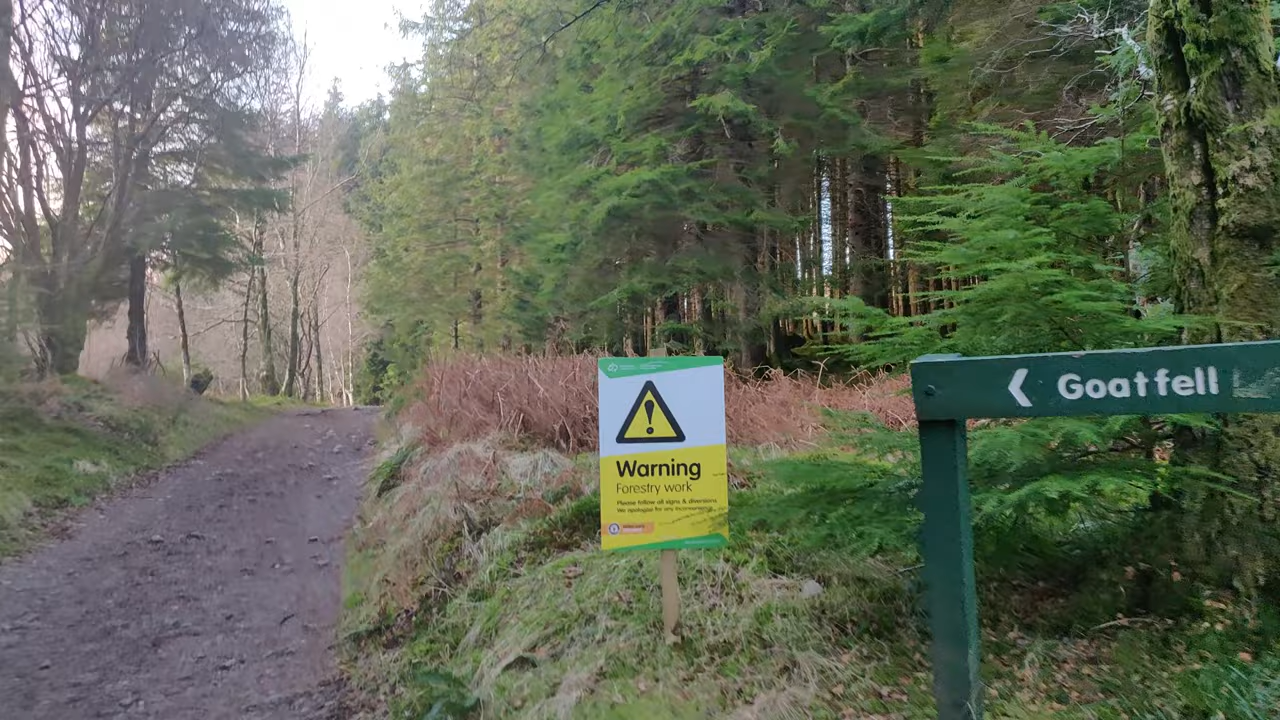 Warning
Forestry work
Please follow all signs & diversions
We apologise for any inconvenience
Goatfell